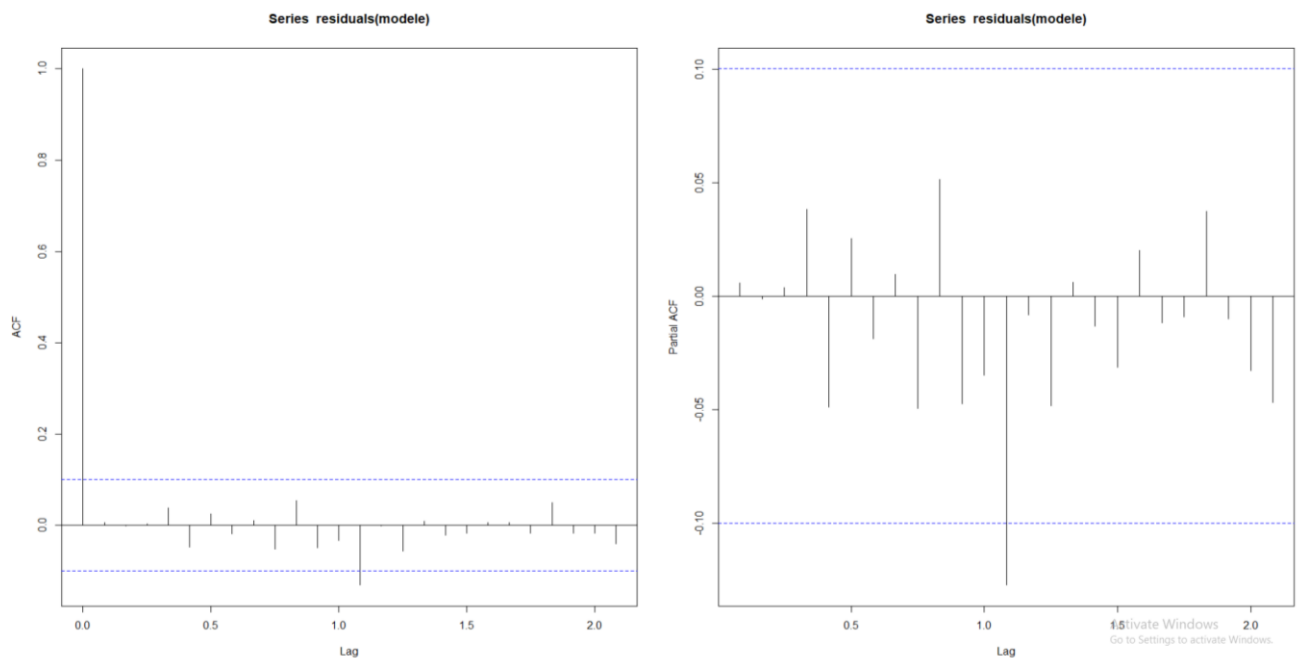 Series residuals(modele)
1.0
0.8
0.6
0.4
0.2
0.0
ACF
0.0 0.5 1.0 1.5 2.0
Lag
Series residuals(modele)
0.10
0.05
0.00
-0.05
-0.10
Partial ACF
0.5 1.0 1.5 2.0
Lag
Activate Windows
Go to Settings to activate Windows.